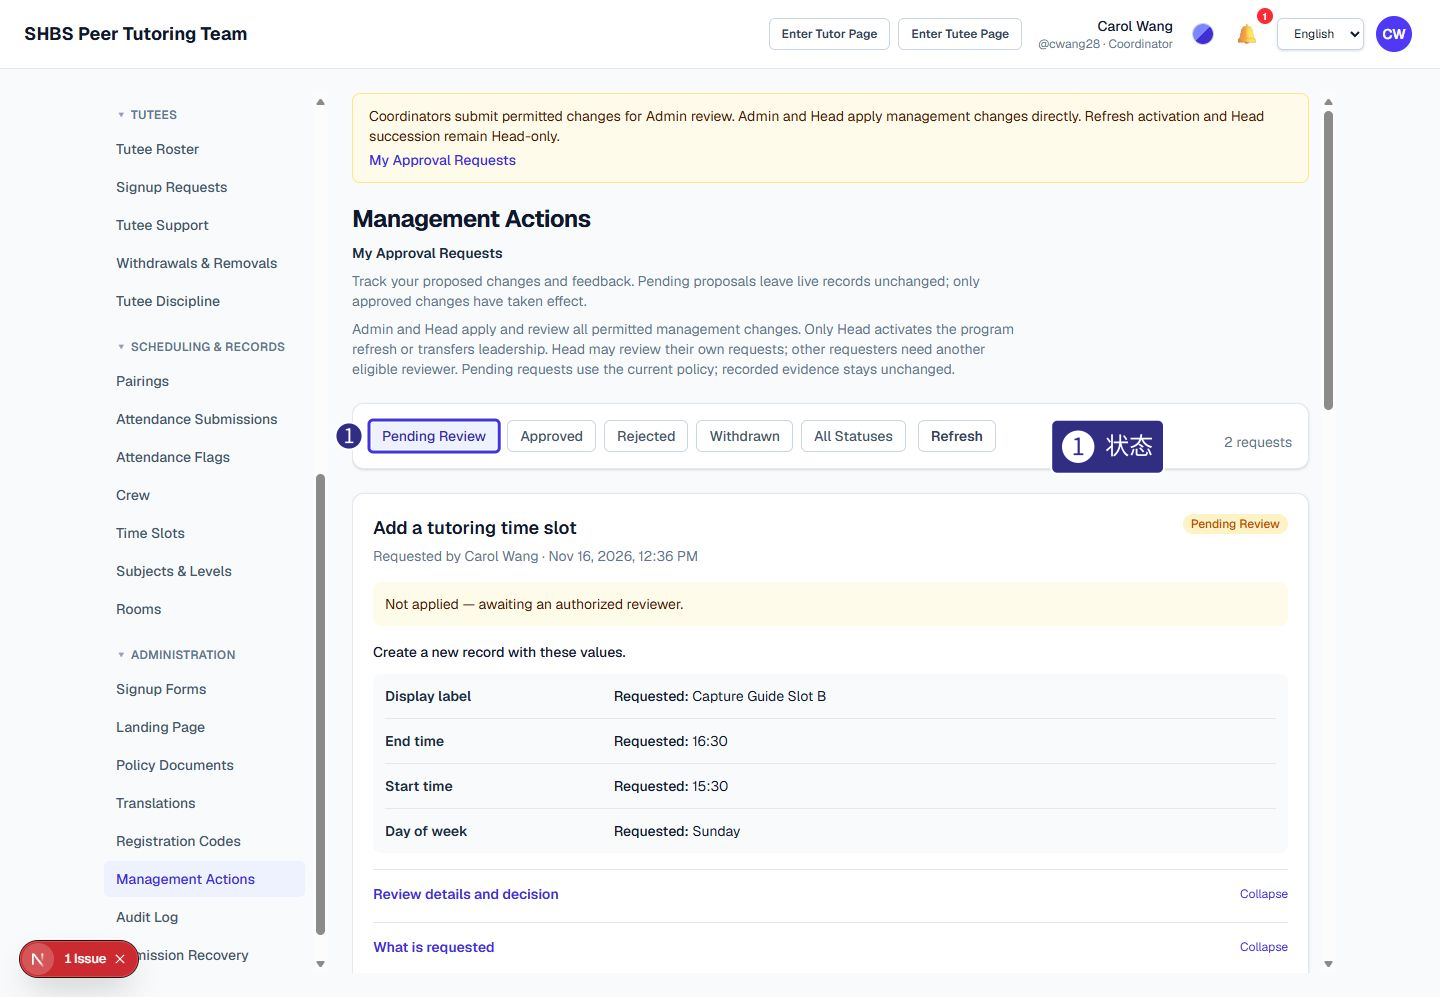 SHBS Peer Tutoring Team
Enter Tutor Page
Enter Tutee Page
Carol Wang
@cwang28 · Coordinator
1
English
CW
TUTEES
Tutee Roster
Signup Requests
Tutee Support
Withdrawals & Removals
Tutee Discipline
SCHEDULING & RECORDS
Pairings
Attendance Submissions
Attendance Flags
Crew
Time Slots
Subjects & Levels
Rooms
ADMINISTRATION
Signup Forms
Landing Page
Policy Documents
Translations
Registration Codes
Management Actions
Audit Log
mission Recovery
N 1 Issue
Coordinators submit permitted changes for Admin review. Admin and Head apply management changes directly. Refresh activation and Head
succession remain Head-only.
My Approval Requests
Management Actions
My Approval Requests
Track your proposed changes and feedback. Pending proposals leave live records unchanged; only
approved changes have taken effect.
Admin and Head apply and review all permitted management changes. Only Head activates the program
refresh or transfers leadership. Head may review their own requests; other requesters need another
eligible reviewer. Pending requests use the current policy; recorded evidence stays unchanged.
1 Pending Review Approved Rejected Withdrawn All Statuses Refresh
1 状态
2 requests
Add a tutoring time slot
Pending Review
Requested by Carol Wang · Nov 16, 2026, 12:36 PM
Not applied — awaiting an authorized reviewer.
Create a new record with these values.
Display label Requested: Capture Guide Slot B
End time Requested: 16:30
Start time Requested: 15:30
Day of week Requested: Sunday
Review details and decision Collapse
What is requested Collapse